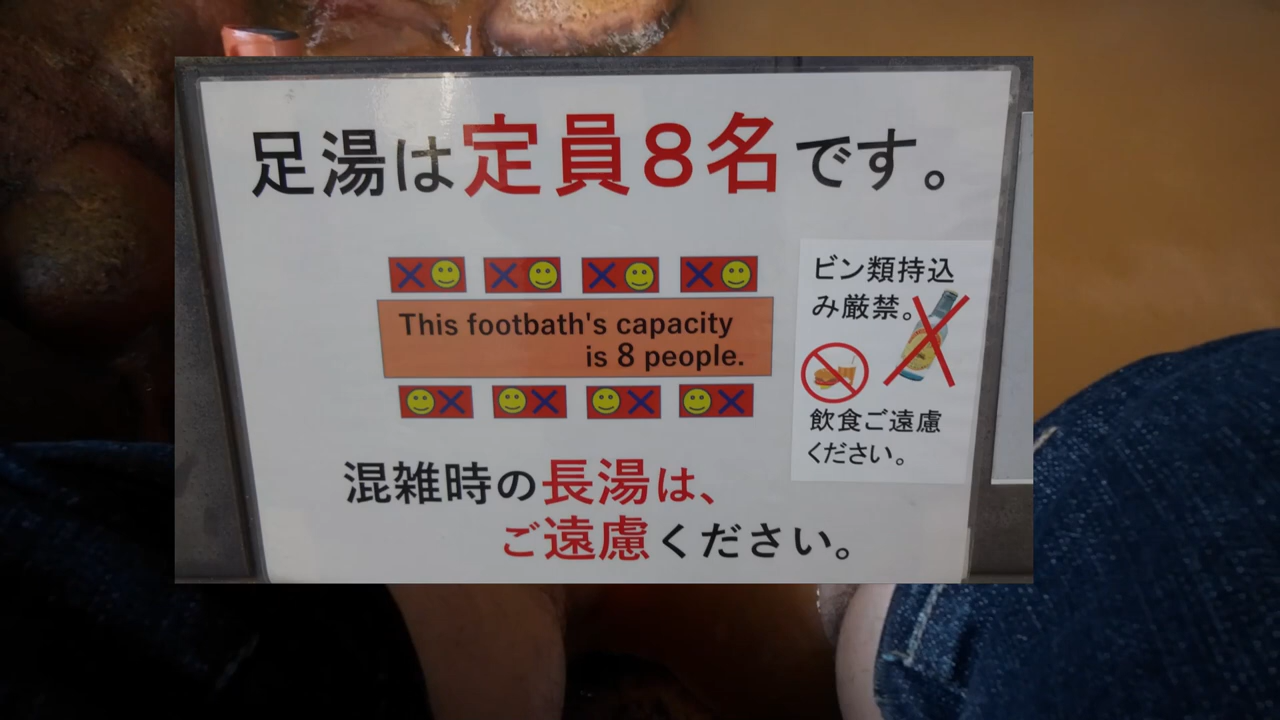 足湯は定員8名です。
This footbath's capacity
is 8 people.
ビン類持込
み厳禁。
飲食ご遠慮
ください。
混雑時の長湯は、
ご遠慮ください。